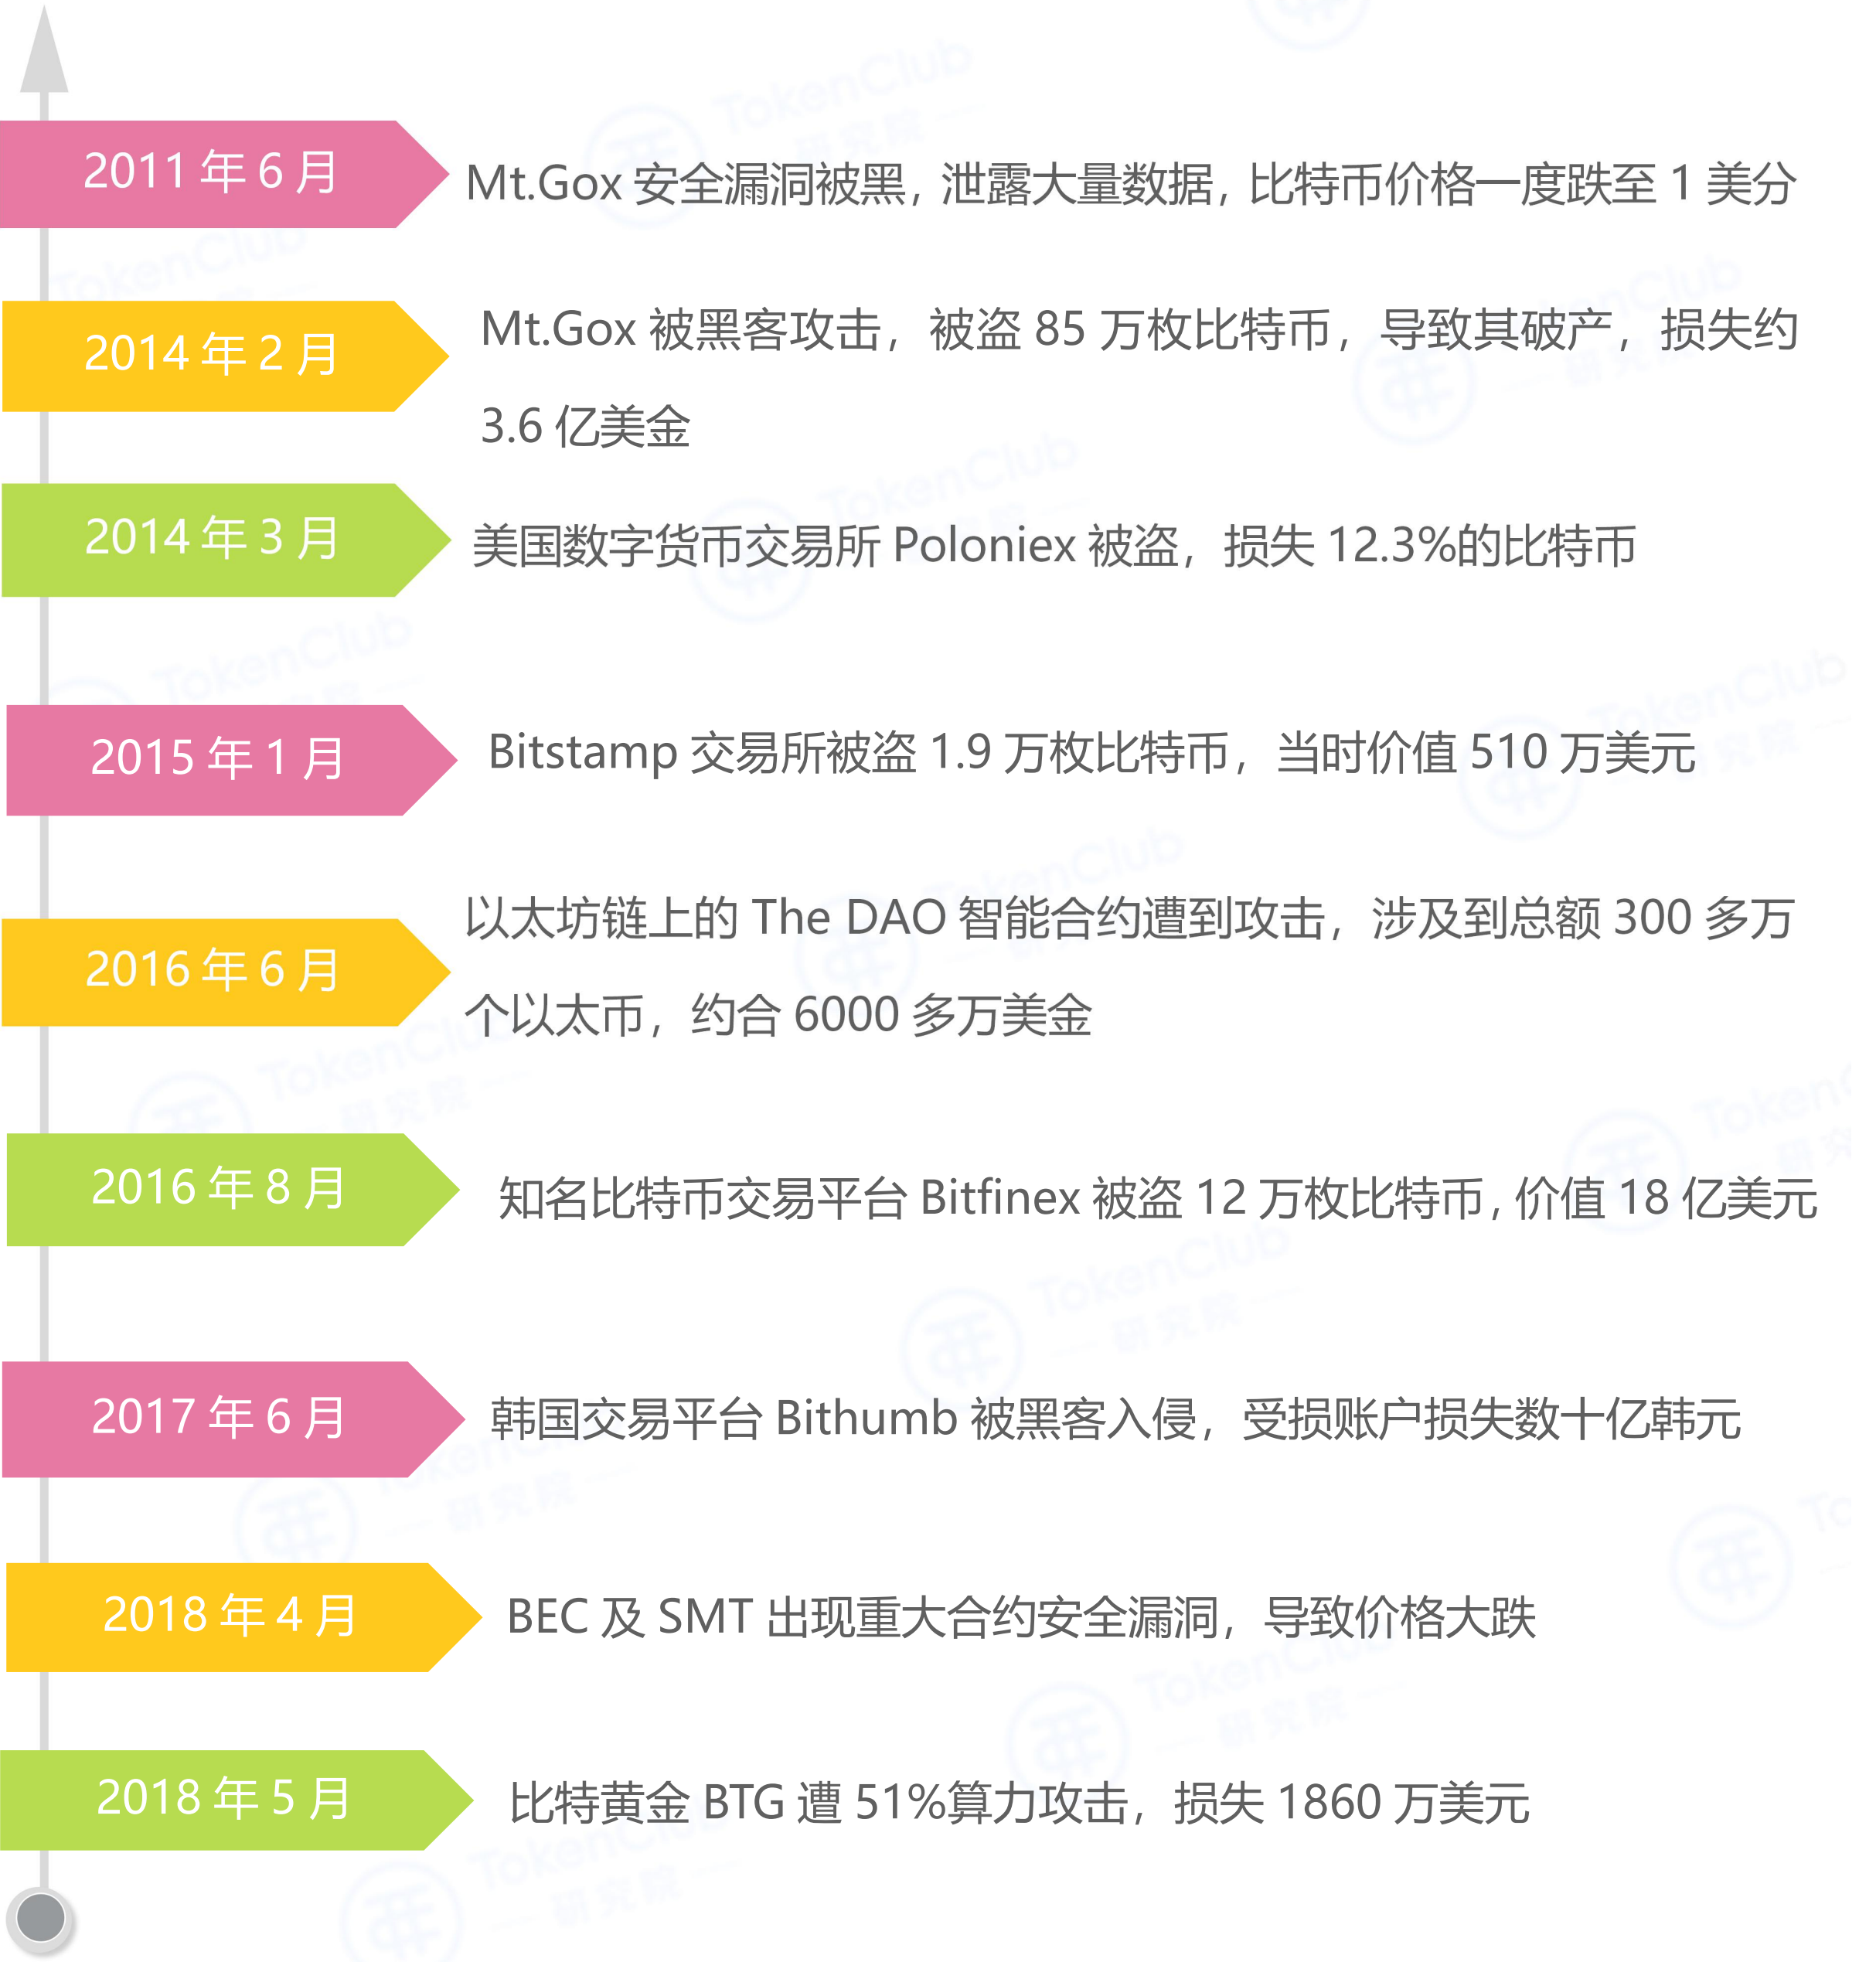 2011 年 6 月
Mt.Gox 安全漏洞被黑，泄露大量数据，比特币价格一度跌至 1 美分
2014 年 2 月
Mt.Gox 被黑客攻击，被盗 85 万枚比特币，导致其破产，损失约
3.6 亿美金
2014 年 3 月
美国数字货币交易所 Poloniex 被盗，损失 12.3%的比特币
2015 年 1 月
Bitstamp 交易所被盗 1.9 万枚比特币，当时价值 510 万美元
2016 年 6 月
以太坊链上的 The DAO 智能合约遭到攻击，涉及到总额 300 多万
个以太币，约合 6000 多万美金
2016 年 8 月
知名比特币交易平台 Bitfinex 被盗 12 万枚比特币，价值 18 亿美元
2017 年 6 月
韩国交易平台 Bithumb 被黑客入侵，受损账户损失数十亿韩元
2018 年 4 月
BEC 及 SMT 出现重大合约安全漏洞，导致价格大跌
2018 年 5 月
比特黄金 BTG 遭 51%算力攻击，损失 1860 万美元
TokenClub
研究院